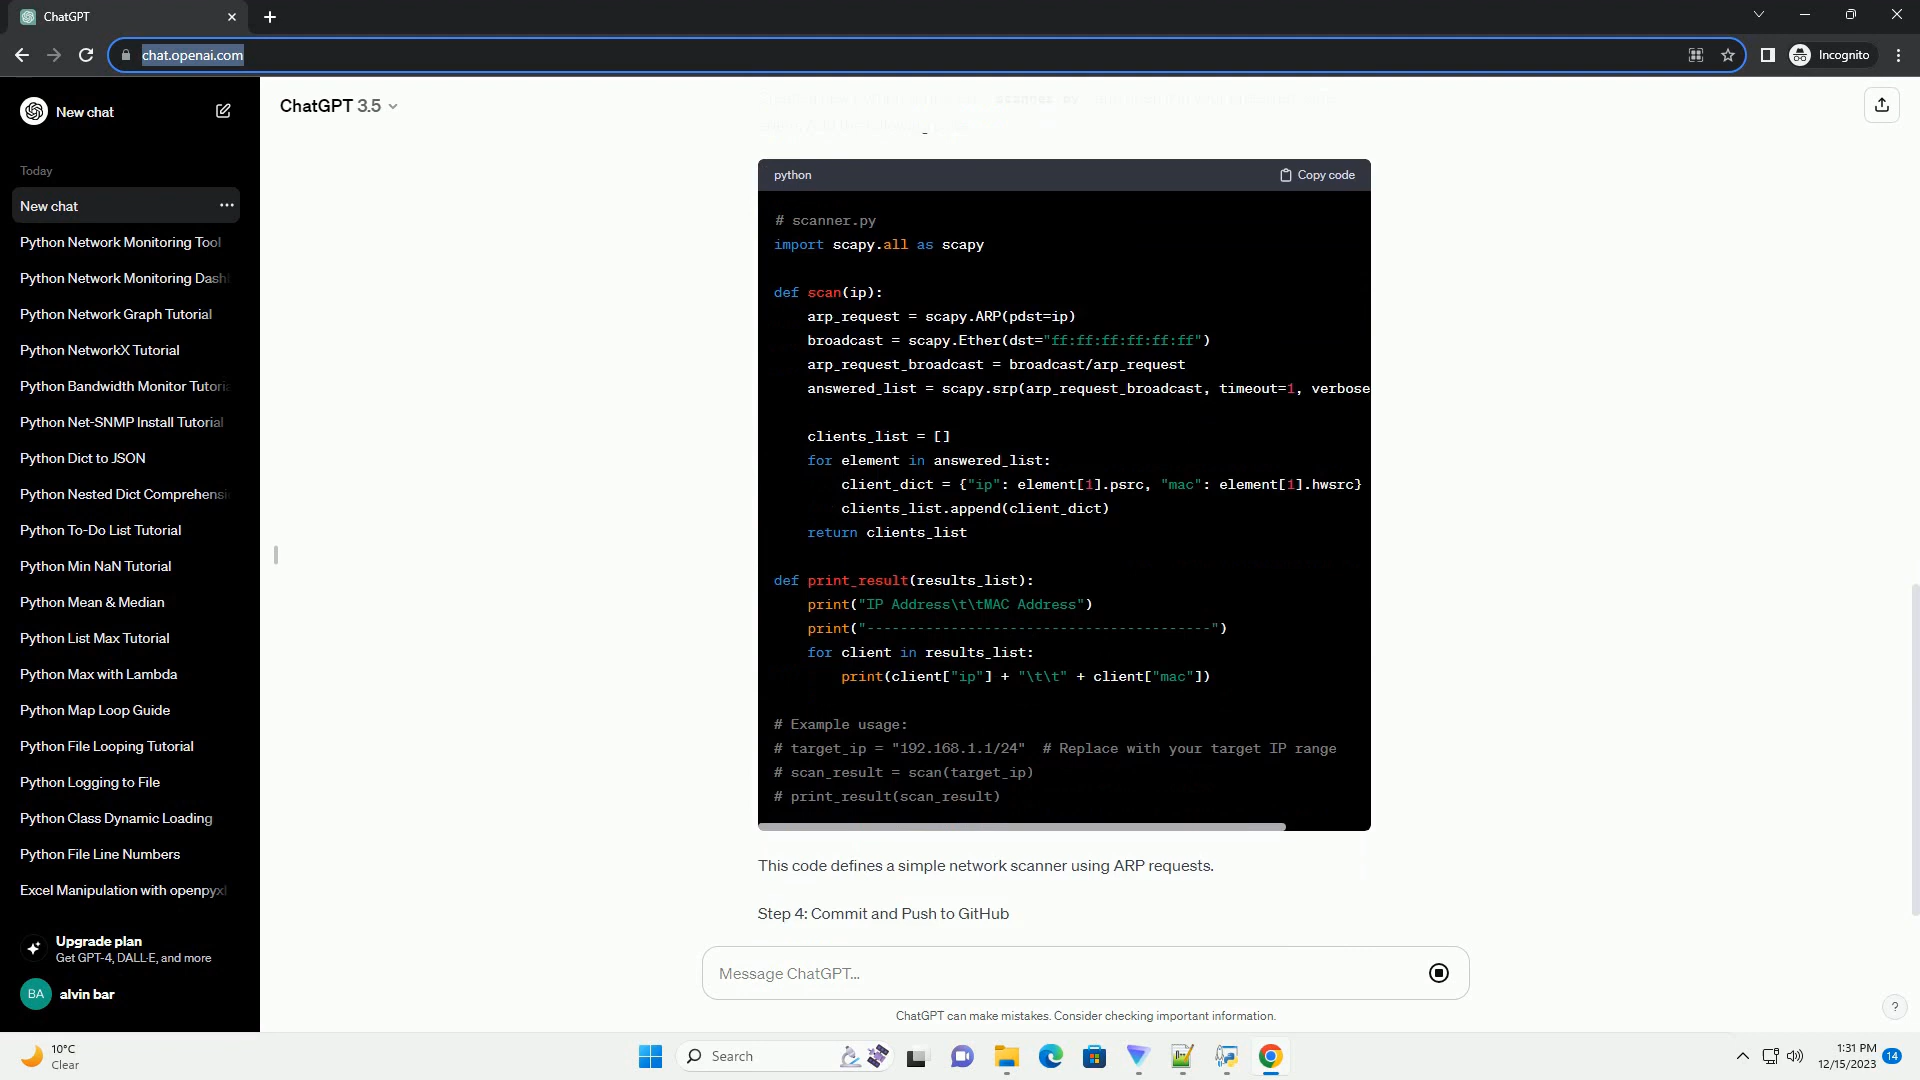 ChatGPT
chat.openai.com
Incognito
New chat
ChatGPT 3.5
Today
New chat
Python Network Monitoring Tool
Python Network Monitoring Dash
Python Network Graph Tutorial
Python NetworkX Tutorial
Python Bandwidth Monitor Tutoria
Python Net-SNMP Install Tutorial
Python Dict to JSON
Python Nested Dict Comprehensi
Python To-Do List Tutorial
Python Min NaN Tutorial
Python Mean & Median
Python List Max Tutorial
Python Max with Lambda
Python Map Loop Guide
Python File Looping Tutorial
Python Logging to File
Python Class Dynamic Loading
Python File Line Numbers
Excel Manipulation with openpyxl
Upgrade plan
Get GPT-4, DALL·E, and more
BA
alvin bar
scanner.py
python
Copy code
# scanner.py
import scapy.all as scapy
def scan(ip):
arp_request = scapy.ARP(pdst=ip)
broadcast = scapy.Ether(dst="ff:ff:ff:ff:ff:ff")
arp_request_broadcast = broadcast/arp_request
answered_list = scapy.srp(arp_request_broadcast, timeout=1, verbose
clients_list = []
for element in answered_list:
client_dict = {"ip": element[1].psrc, "mac": element[1].hwsrc}
clients_list.append(client_dict)
return clients_list
def print_result(results_list):
print("IP Address\t\tMAC Address")
print("-----------------------------------------")
for client in results_list:
print(client["ip"] + "\t\t" + client["mac"])
# Example usage:
# target_ip = "192.168.1.1/24"  # Replace with your target IP range
# scan_result = scan(target_ip)
# print_result(scan_result)
This code defines a simple network scanner using ARP requests.
Step 4: Commit and Push to GitHub
Message ChatGPT...
ChatGPT can make mistakes. Consider checking important information.
?
10°C
Clear
Search
1:31 PM
12/15/2023
14